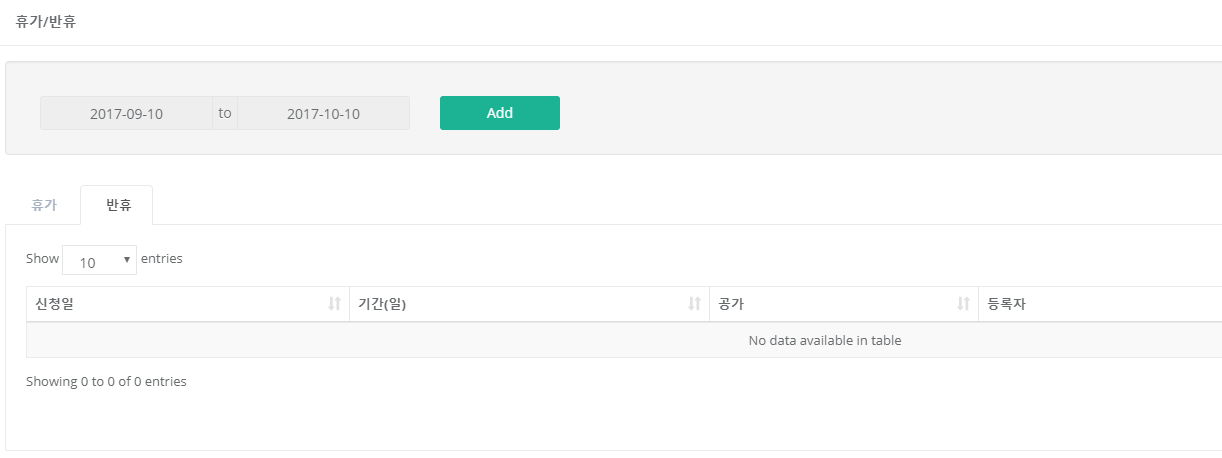 휴가/반휴
2017-09-10 to 2017-10-10 Add
휴가 반휴
Show 10 entries
신청일 기간(일) 공가 등록자
No data available in table
Showing 0 to 0 of 0 entries